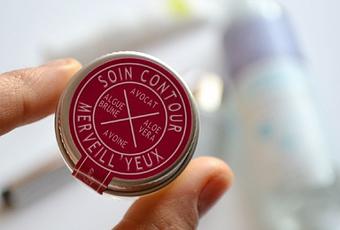 SOIN CONTOUR
ALGUE
BRUNE
AVOCAT
ALOE
VERA
AVOINE
MERVEILL'YEUX